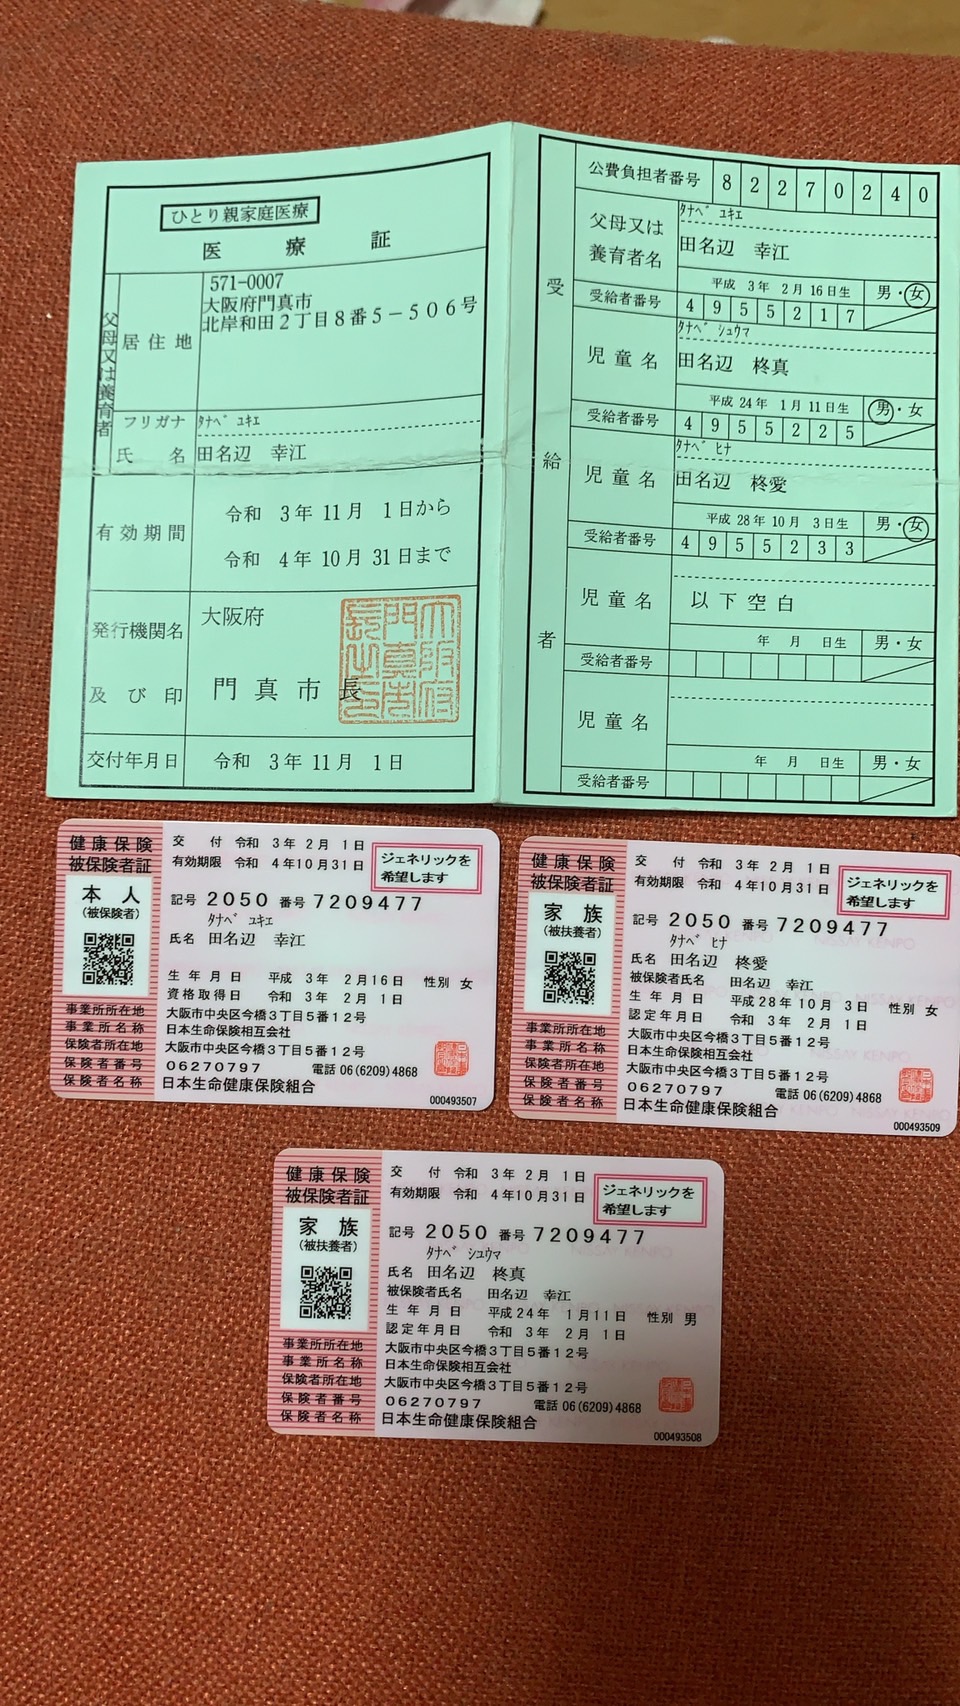 ひとり親家庭医療
医療証
父母又は養育者
居住地
571-0007
大阪府門真市
北岸和田2丁目8番5-506号
フリガナ タナベ ユキエ
氏名 田名辺 幸江
有効期間
令和 3年11月 1日から
令和 4年10月31日まで
発行機関名
及び印
大阪府
門真市長
大阪府門真市長之印
交付年月日 令和 3年11月 1日
受給者
公費負担者番号 82270240
父母又は
養育者名
タナベ ユキエ
田名辺 幸江
平成 3年 2月16日生 男・女
受給者番号 4955217
児童名
タナベ シュウマ
田名辺 柊真
平成24年 1月11日生 男・女
受給者番号 4955225
児童名
タナベ ヒナ
田名辺 柊愛
平成28年10月 3日生 男・女
受給者番号 4955233
児童名 以下空白
年 月 日生 男・女
受給者番号
児童名
年 月 日生 男・女
受給者番号
健康保険
被保険者証
本人
(被保険者)
交付 令和 3年 2月 1日
有効期限 令和 4年10月31日
ジェネリックを
希望します
記号 2050 番号 7209477
タナベ ユキエ
氏名 田名辺 幸江
生年月日 平成 3年 2月16日 性別 女
資格取得日 令和 3年 2月 1日
事業所所在地 大阪市中央区今橋3丁目5番12号
事業所名称 日本生命保険相互会社
保険者所在地 大阪市中央区今橋3丁目5番12号
保険者番号 06270797 電話 06(6209)4868
保険者名称 日本生命健康保険組合
000493507
健康保険
被保険者証
家族
(被扶養者)
交付 令和 3年 2月 1日
有効期限 令和 4年10月31日
ジェネリックを
希望します
記号 2050 番号 7209477
タナベ ヒナ
氏名 田名辺 柊愛
被保険者氏名 田名辺 幸江
生年月日 平成28年10月 3日 性別 女
認定年月日 令和 3年 2月 1日
事業所所在地 大阪市中央区今橋3丁目5番12号
事業所名称 日本生命保険相互会社
保険者所在地 大阪市中央区今橋3丁目5番12号
保険者番号 06270797 電話 06(6209)4868
保険者名称 日本生命健康保険組合
000493509
健康保険
被保険者証
家族
(被扶養者)
交付 令和 3年 2月 1日
有効期限 令和 4年10月31日
ジェネリックを
希望します
記号 2050 番号 7209477
タナベ シュウマ
氏名 田名辺 柊真
被保険者氏名 田名辺 幸江
生年月日 平成24年 1月11日 性別 男
認定年月日 令和 3年 2月 1日
事業所所在地 大阪市中央区今橋3丁目5番12号
事業所名称 日本生命保険相互会社
保険者所在地 大阪市中央区今橋3丁目5番12号
保険者番号 06270797 電話 06(6209)4868
保険者名称 日本生命健康保険組合
000493508